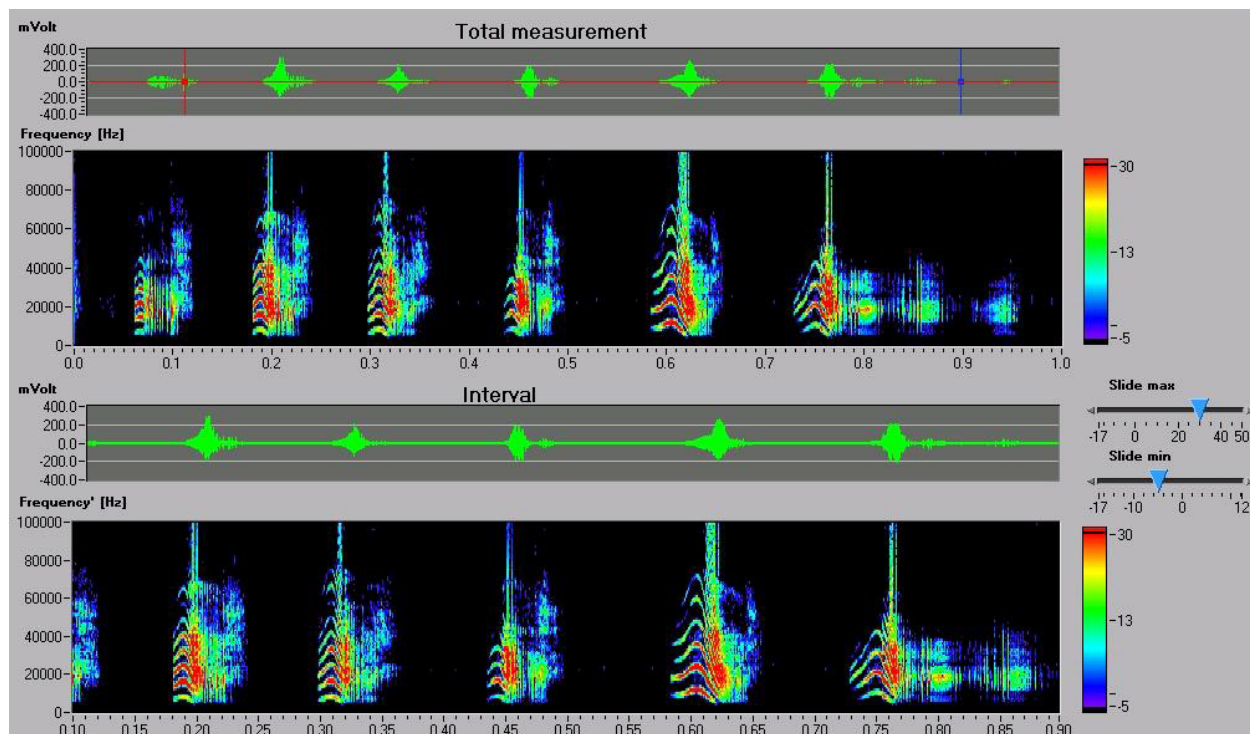 mVolt
Total measurement
400.0
200.0
0.0
-200.0
-400.0
Frequency [Hz]
100000
80000
60000
40000
20000
0
30
-13
-5
0.0 0.1 0.2 0.3 0.4 0.5 0.6 0.7 0.8 0.9 1.0
mVolt
Interval
400.0
200.0
0.0
-200.0
-400.0
Slide max
-17 0 20 40 50
Slide min
-17 -10 0 12
Frequency' [Hz]
100000
80000
60000
40000
20000
0
30
-13
-5
0.10 0.15 0.20 0.25 0.30 0.35 0.40 0.45 0.50 0.55 0.60 0.65 0.70 0.75 0.80 0.85 0.90